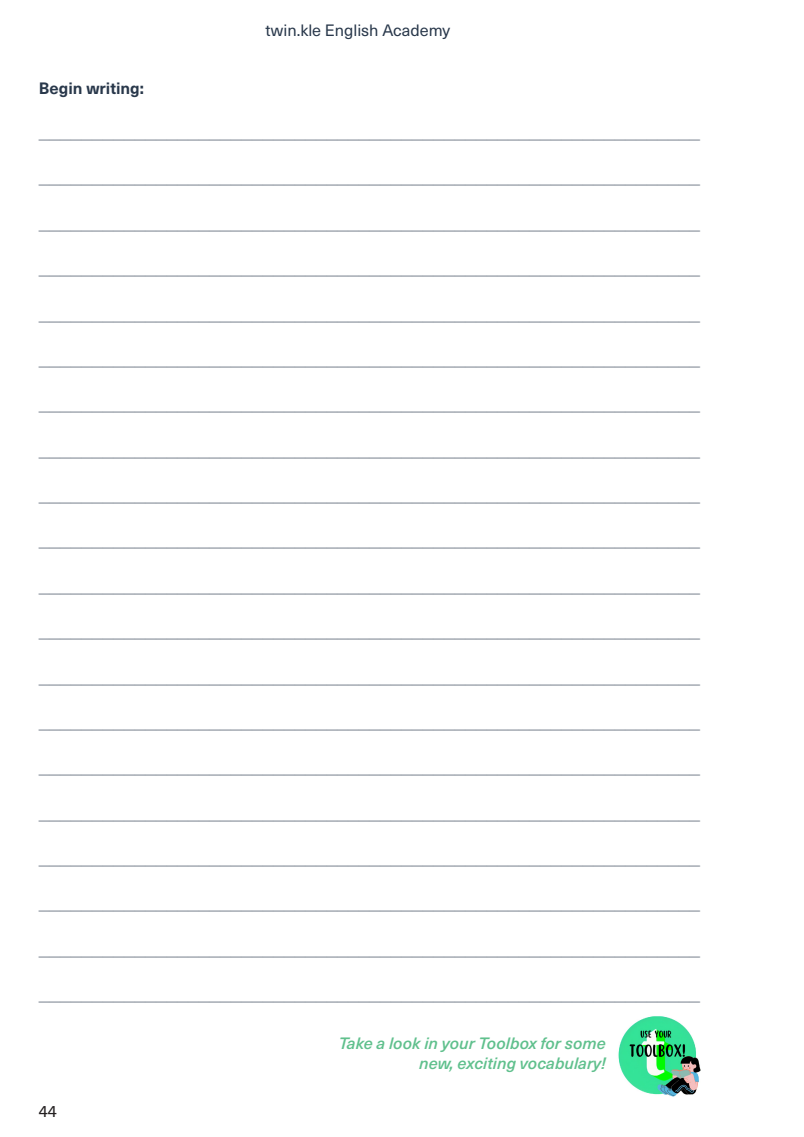 twin.kle English Academy
Begin writing:
Take a look in your Toolbox for some
new, exciting vocabulary!
USE YOUR
TOOLBOX!
t
44